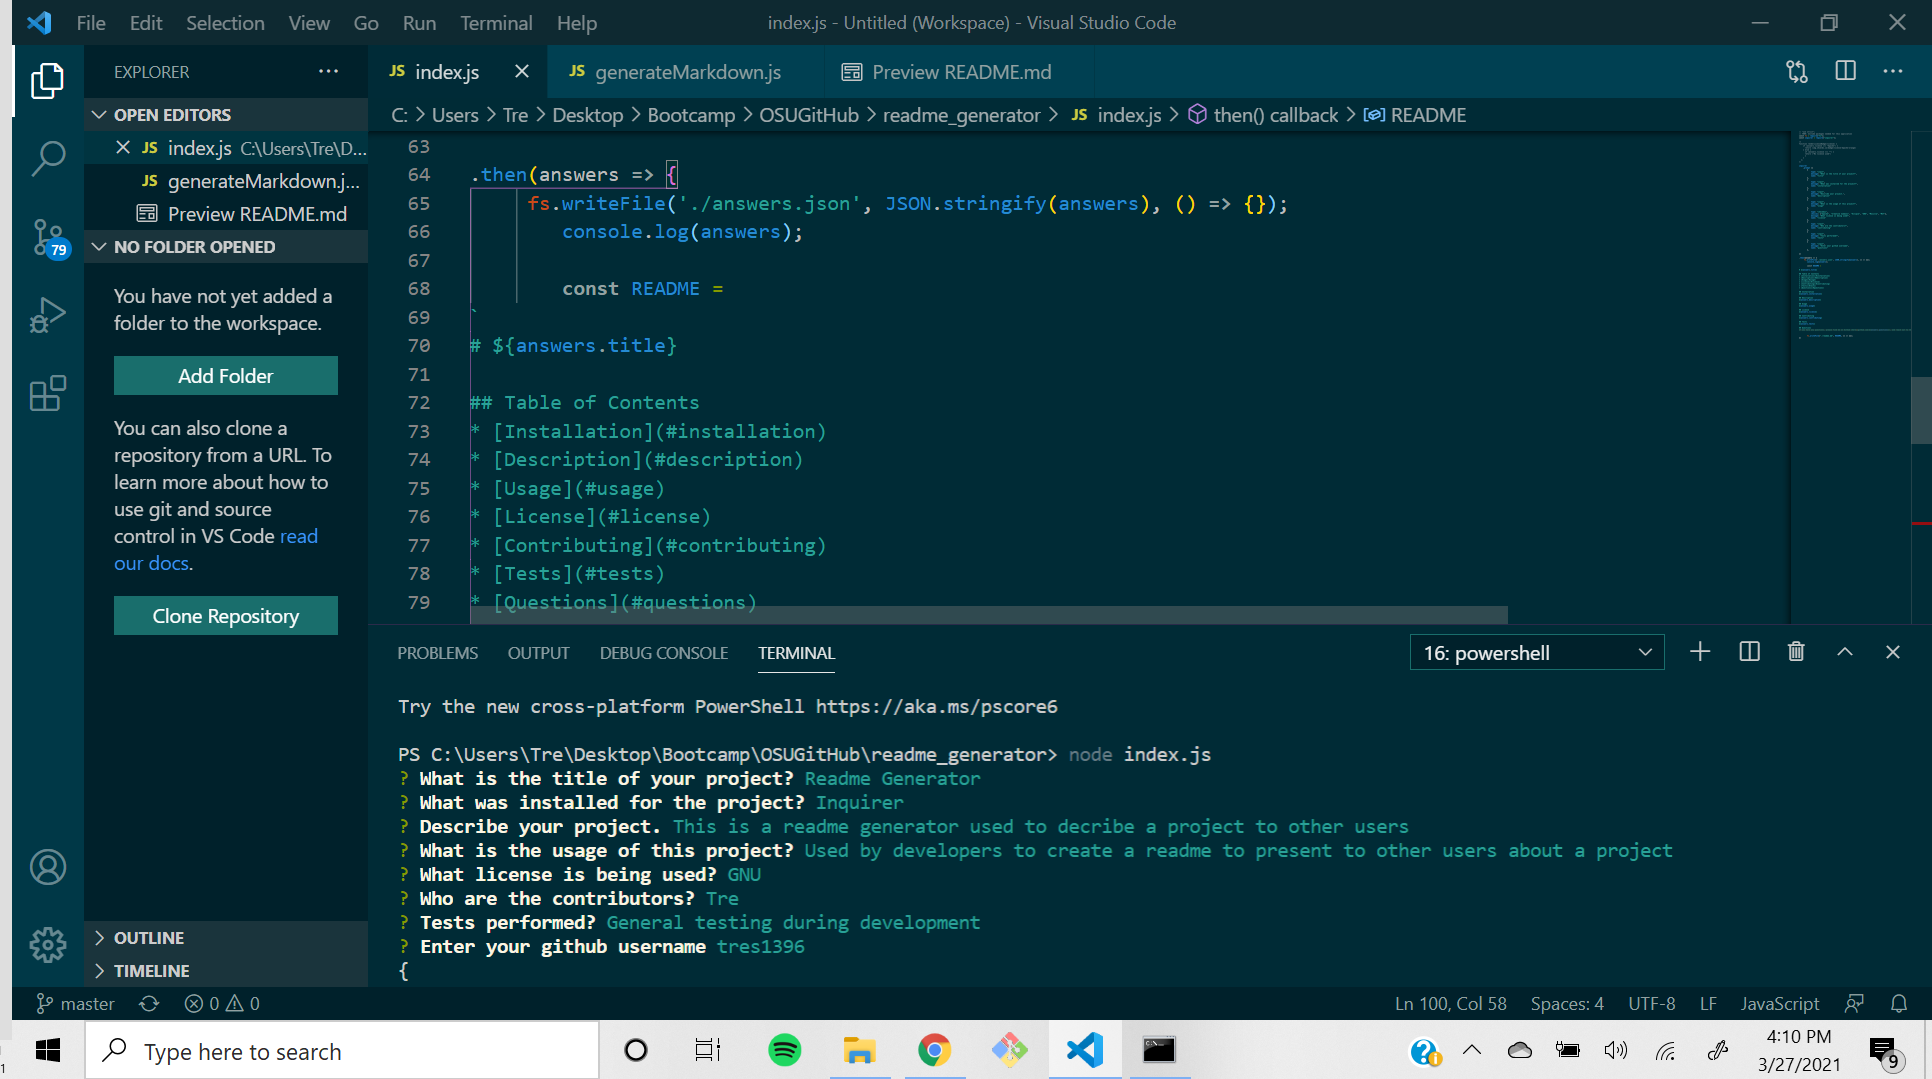 File Edit Selection View Go Run Terminal Help
index.js - Untitled (Workspace) - Visual Studio Code
EXPLORER
JS index.js
JS generateMarkdown.js
Preview README.md
OPEN EDITORS
C: > Users > Tre > Desktop > Bootcamp > OSUGitHub > readme_generator > JS index.js > then() callback > README
JS index.js C:\Users\Tre\D...
JS generateMarkdown.j...
Preview README.md
79
NO FOLDER OPENED
You have not yet added a
folder to the workspace.
Add Folder
You can also clone a
repository from a URL. To
learn more about how to
use git and source
control in VS Code read
our docs.
Clone Repository
OUTLINE
TIMELINE
63
64 .then(answers => {
65 fs.writeFile('./answers.json', JSON.stringify(answers), () => {});
66 console.log(answers);
67
68 const README =
69 `
70 # ${answers.title}
71
72 ## Table of Contents
73 * [Installation](#installation)
74 * [Description](#description)
75 * [Usage](#usage)
76 * [License](#license)
77 * [Contributing](#contributing)
78 * [Tests](#tests)
79 * [Questions](#questions)
PROBLEMS OUTPUT DEBUG CONSOLE TERMINAL
16: powershell
Try the new cross-platform PowerShell https://aka.ms/pscore6
PS C:\Users\Tre\Desktop\Bootcamp\OSUGitHub\readme_generator> node index.js
? What is the title of your project? Readme Generator
? What was installed for the project? Inquirer
? Describe your project. This is a readme generator used to decribe a project to other users
? What is the usage of this project? Used by developers to create a readme to present to other users about a project
? What license is being used? GNU
? Who are the contributors? Tre
? Tests performed? General testing during development
? Enter your github username tres1396
{
master 0 0
Ln 100, Col 58 Spaces: 4 UTF-8 LF JavaScript
Type here to search
4:10 PM
3/27/2021
9